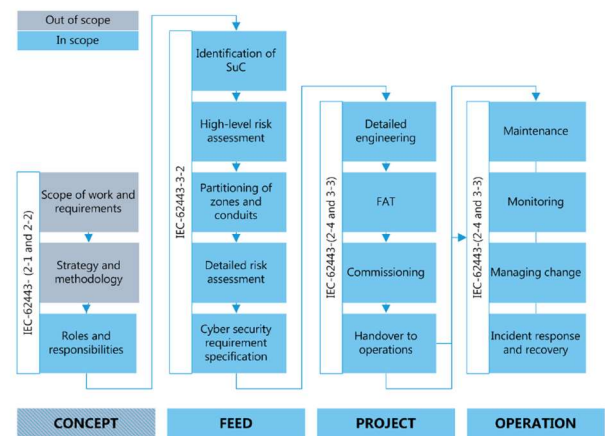 Out of scope
In scope
IEC-62443- (2-1 and 2-2)
Scope of work and
requirements
Strategy and
methodology
Roles and
responsibilities
CONCEPT
IEC-62443-3-2
Identification of
SuC
High-level risk
assessment
Partitioning of
zones and
conduits
Detailed risk
assessment
Cyber security
requirement
specification
FEED
IEC-62443-(2-4 and 3-3)
Detailed
engineering
FAT
Commissioning
Handover to
operations
PROJECT
IEC-62443-(2-4 and 3-3)
Maintenance
Monitoring
Managing change
Incident response
and recovery
OPERATION